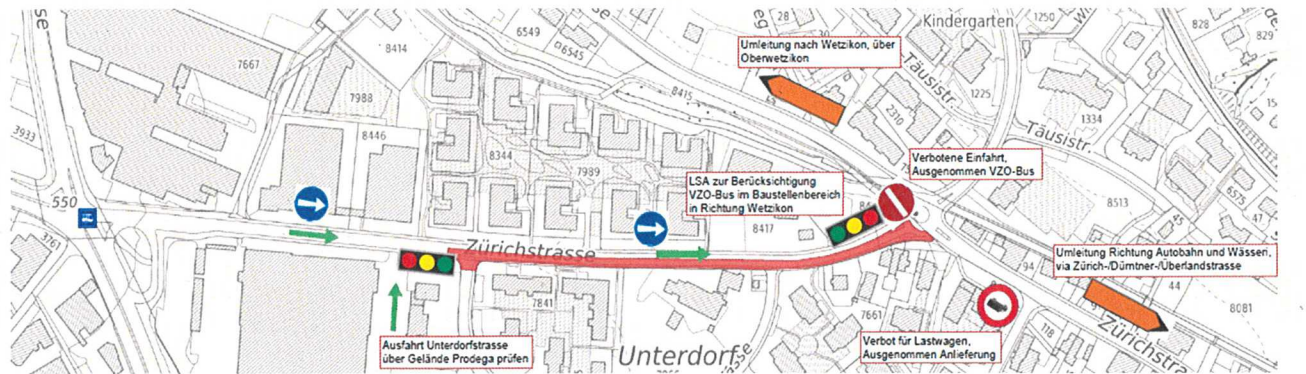 Kindergarten
1250
828
829
28
30
6549
6545
8414
7667
7988
8415
1225
Täusistr.
1334
Täusistr.
2310
3933
8446
8344
7989
550
3761
8417
8513
6575
45
47
Zürichstrasse
7841
7661
794
44
8081
118
Zürichstr
Unterdorf
Umleitung nach Wetzikon, über
Oberwetzikon
Verbotene Einfahrt,
Ausgenommen VZO-Bus
LSA zur Berücksichtigung
VZO-Bus im Baustellenbereich
in Richtung Wetzikon
Umleitung Richtung Autobahn und Wässeri,
via Zürich-/Dürntner-/Überlandstrasse
Ausfahrt Unterdorfstrasse
über Gelände Prodega prüfen
Verbot für Lastwagen,
Ausgenommen Anlieferung